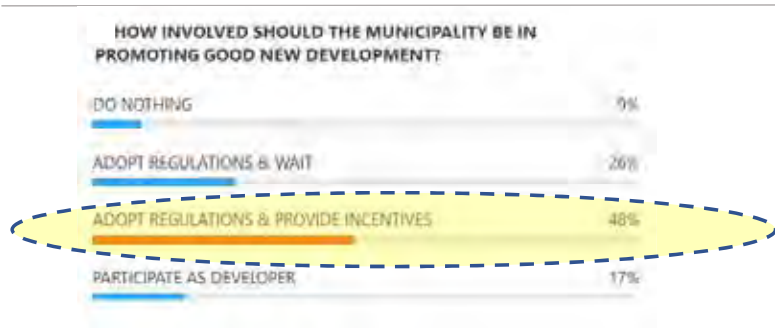 HOW INVOLVED SHOULD THE MUNICIPALITY BE IN
PROMOTING GOOD NEW DEVELOPMENT?
DO NOTHING 9%
ADOPT REGULATIONS & WAIT 26%
ADOPT REGULATIONS & PROVIDE INCENTIVES 48%
PARTICIPATE AS DEVELOPER 17%